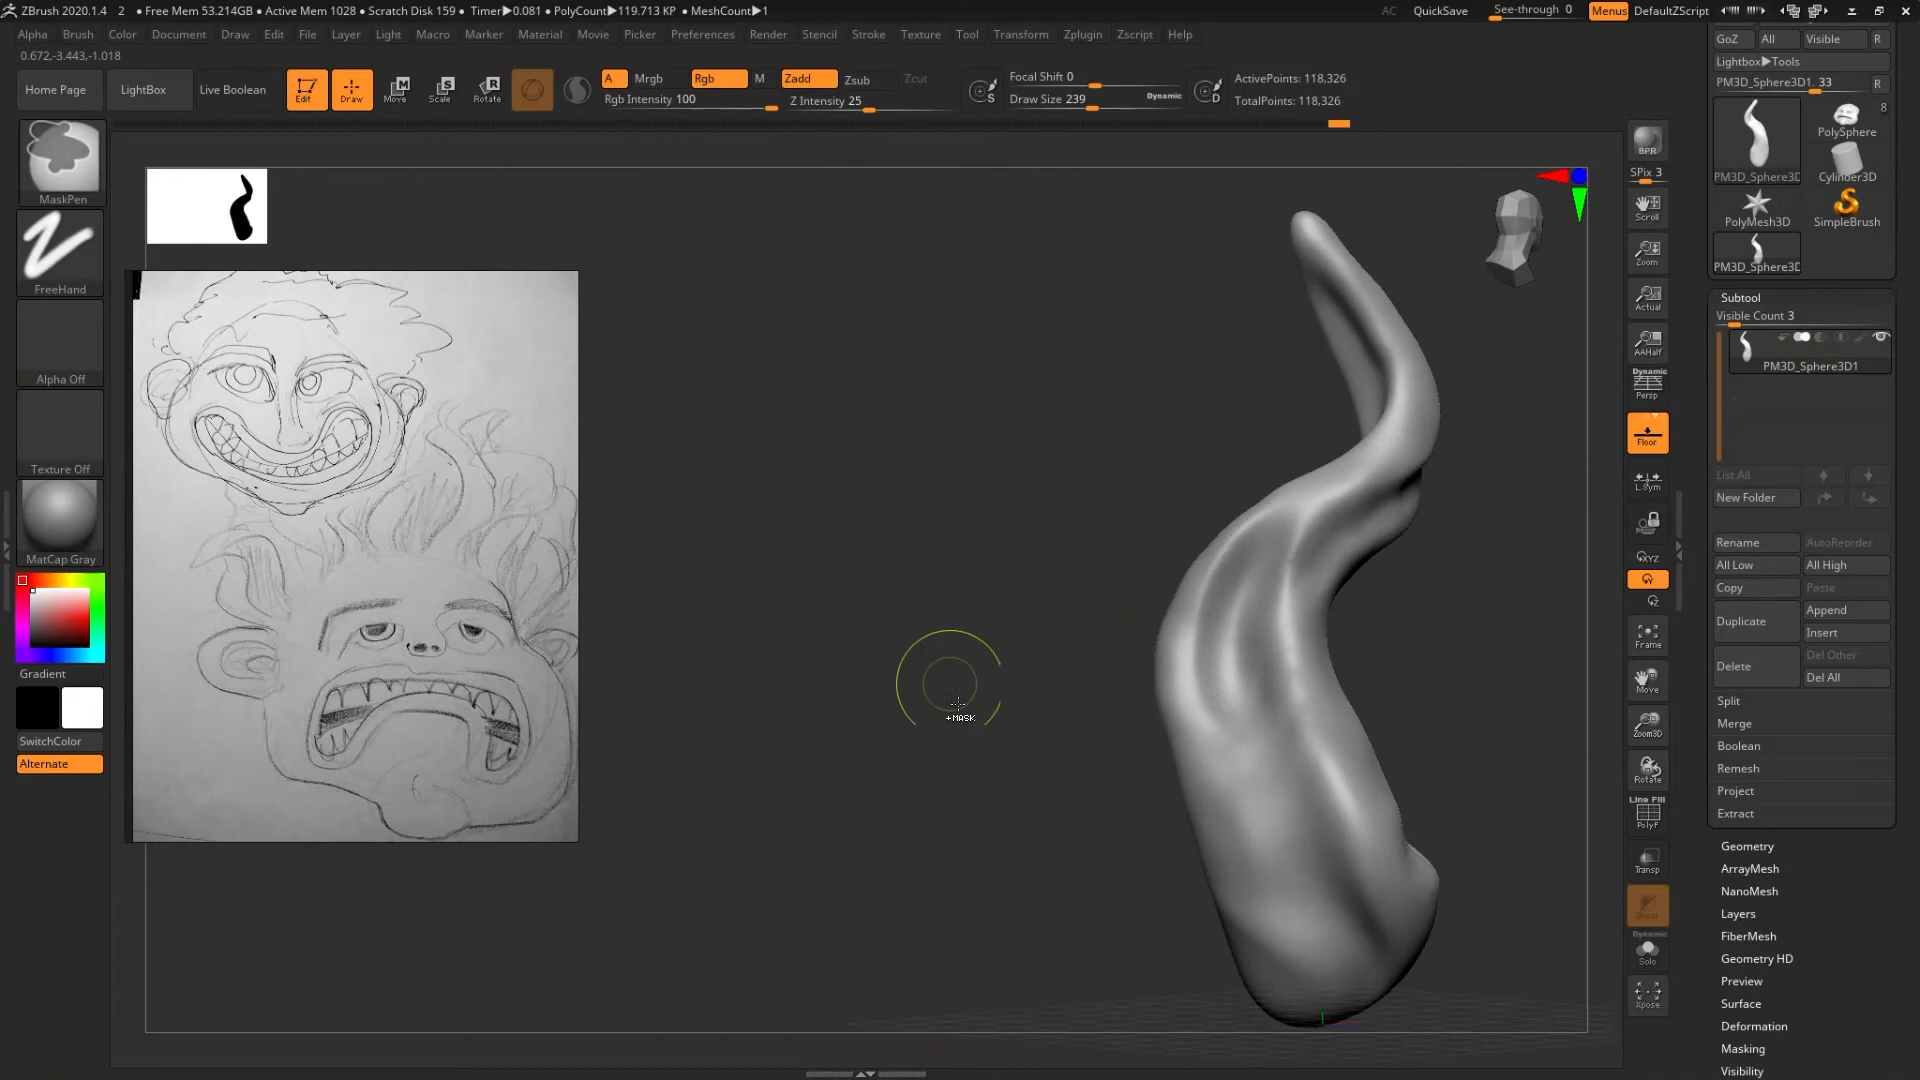 ZBrush 2020.1.4 2 ● Free Mem 53.214GB ● Active Mem 1028 ● Scratch Disk 159 ● Timer▶0.081 ● PolyCount▶119.713 KP ● MeshCount▶1 AC QuickSave See-through 0 Menus DefaultZScript
Alpha Brush Color Document Draw Edit File Layer Light Macro Marker Material Movie Picker Preferences Render Stencil Stroke Texture Tool Transform Zplugin Zscript Help
0.672,-3.443,-1.018
Home Page LightBox Live Boolean Edit Draw Move Scale Rotate
A Mrgb Rgb M Zadd Zsub Zcut
Rgb Intensity 100 Z Intensity 25
S Focal Shift 0
Draw Size 239 Dynamic D
ActivePoints: 118,326
TotalPoints: 118,326
MaskPen
FreeHand
Alpha Off
Texture Off
MatCap Gray
Gradient
SwitchColor
Alternate
+MASK
BPR
SPix 3
Scroll
Zoom
Actual
AAHalf
Dynamic
Persp
Floor
L.Sym
XYZ
Y
Z
Frame
Move
Zoom3D
Rotate
Line Fill
PolyF
Transp
Ghost
Dynamic
Solo
Xpose
GoZ All Visible R
Lightbox▶Tools
PM3D_Sphere3D1. 33 R
8
PolySphere
PM3D_Sphere3D Cylinder3D
PolyMesh3D SimpleBrush
PM3D_Sphere3D
Subtool
Visible Count 3
PM3D_Sphere3D1
List All
New Folder
Rename AutoReorder
All Low All High
Copy Paste
Duplicate Append
Insert
Delete Del Other
Del All
Split
Merge
Boolean
Remesh
Project
Extract
Geometry
ArrayMesh
NanoMesh
Layers
FiberMesh
Geometry HD
Preview
Surface
Deformation
Masking
Visibility